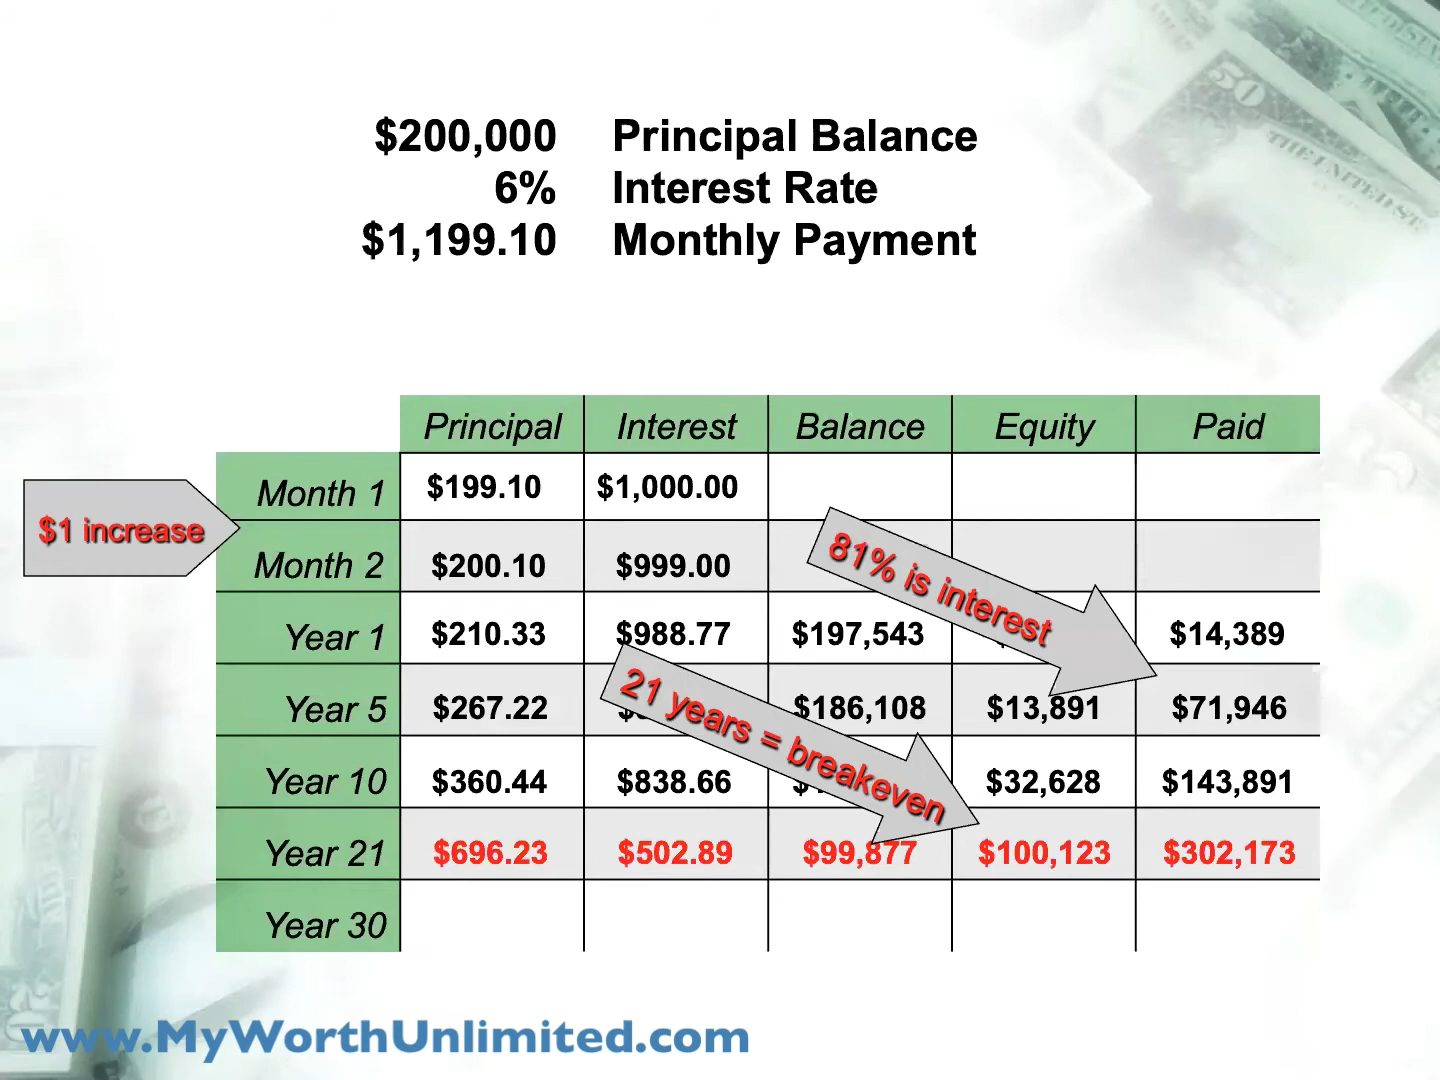 $200,000 Principal Balance
6% Interest Rate
$1,199.10 Monthly Payment
Principal Interest Balance Equity Paid
Month 1 $199.10 $1,000.00
$1 increase
Month 2 $200.10 $999.00
81% is interest
Year 1 $210.33 $988.77 $197,543 $14,389
21 years = breakeven
Year 5 $267.22 $186,108 $13,891 $71,946
Year 10 $360.44 $838.66 $32,628 $143,891
Year 21 $696.23 $502.89 $99,877 $100,123 $302,173
Year 30
www.MyWorthUnlimited.com